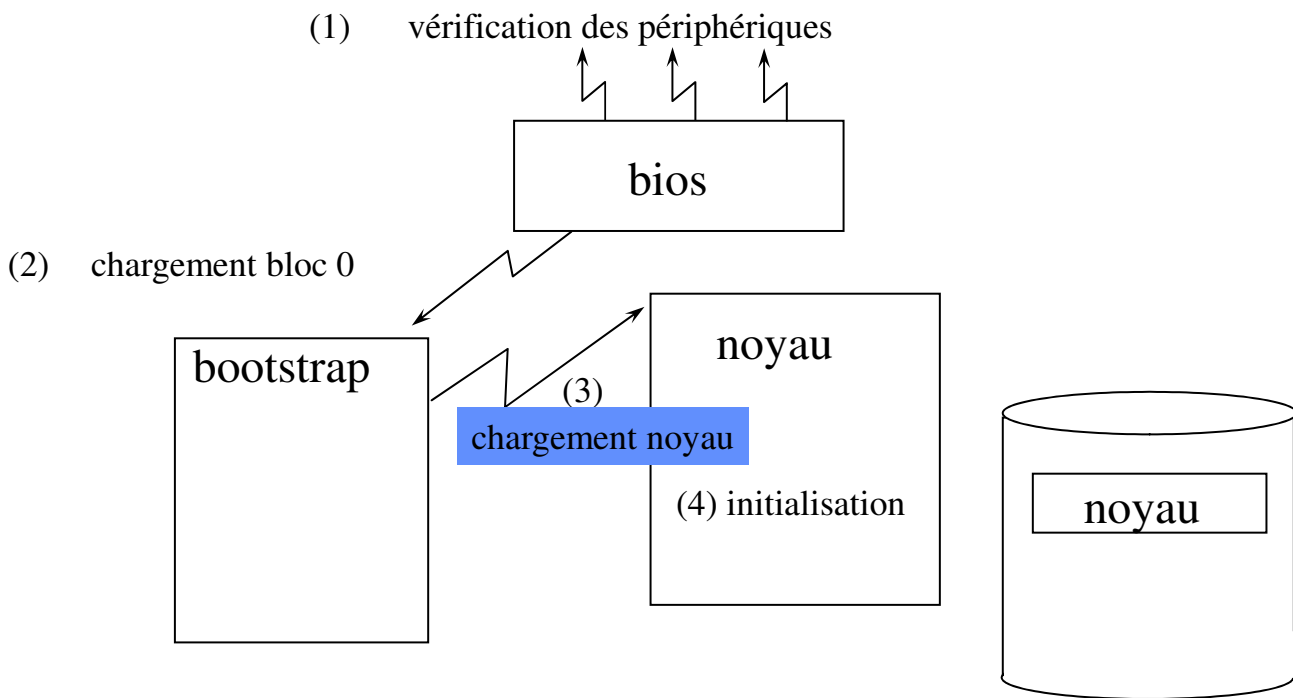 (1) vérification des périphériques
bios
(2) chargement bloc 0
bootstrap
noyau
(3)
chargement noyau
(4) initialisation
noyau